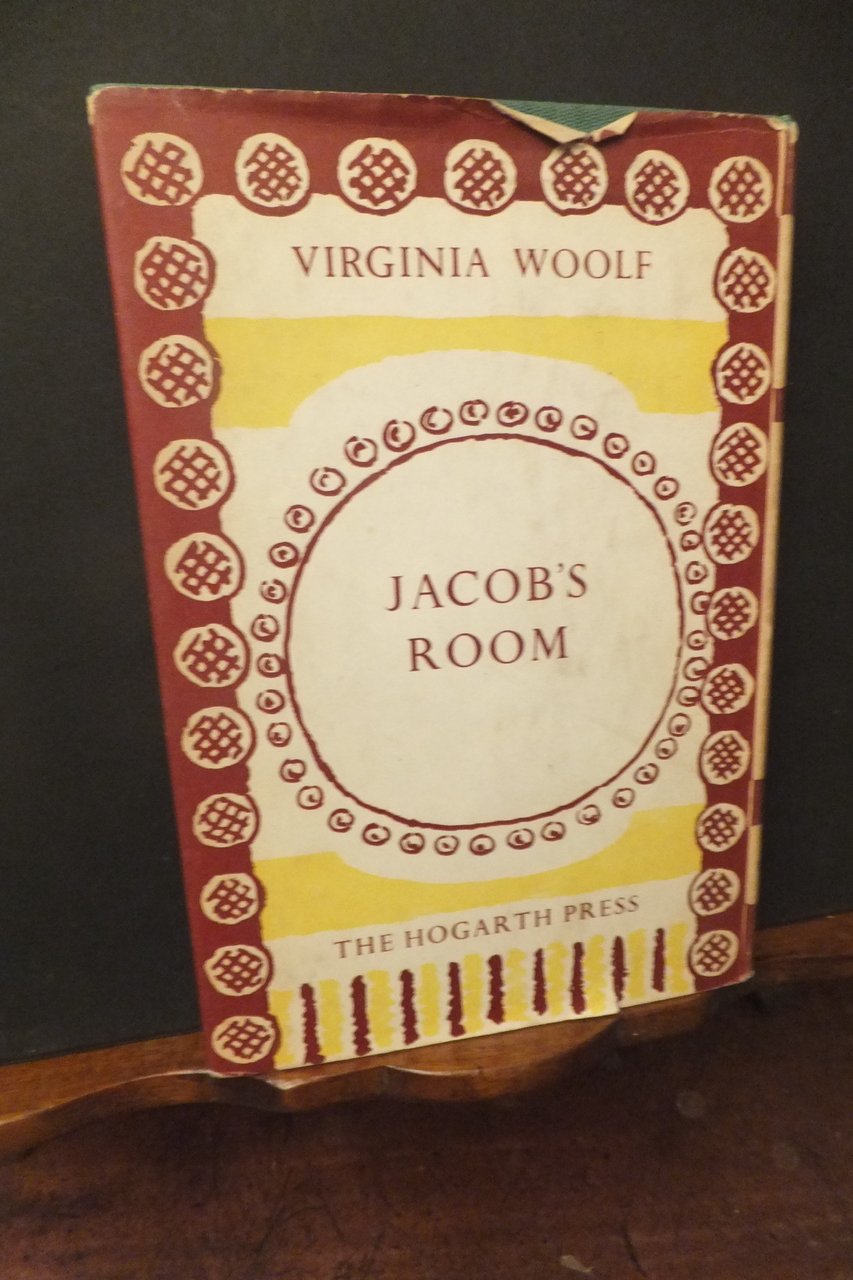 VIRGINIA WOOLF
JACOB'S
ROOM
THE HOGARTH PRESS